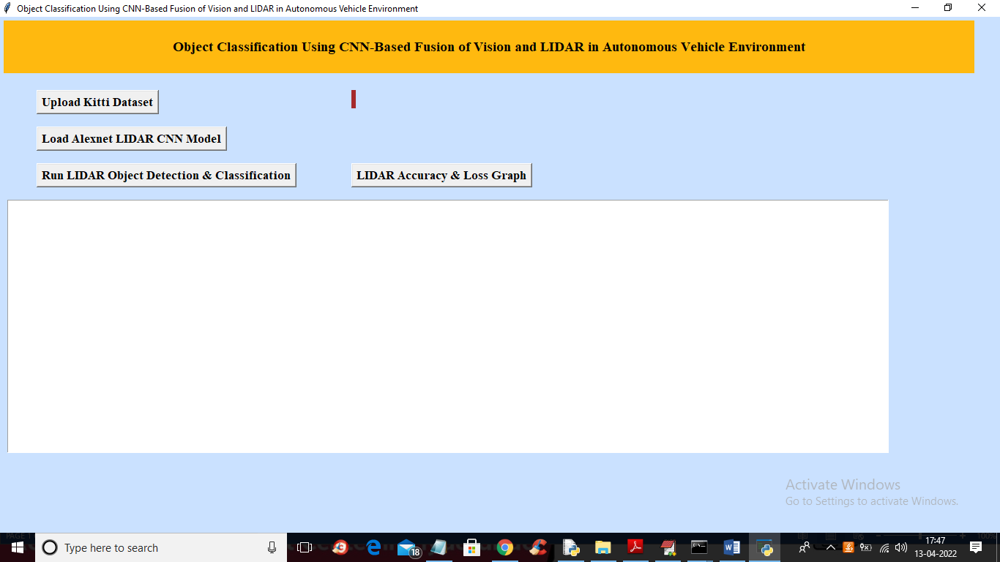 Object Classification Using CNN-Based Fusion of Vision and LIDAR in Autonomous Vehicle Environment
Object Classification Using CNN-Based Fusion of Vision and LIDAR in Autonomous Vehicle Environment
Upload Kitti Dataset
Load Alexnet LIDAR CNN Model
Run LIDAR Object Detection & Classification
LIDAR Accuracy & Loss Graph
Activate Windows
Go to Settings to activate Windows.
PAGE 1
100%
Type here to search
18
17:47
13-04-2022